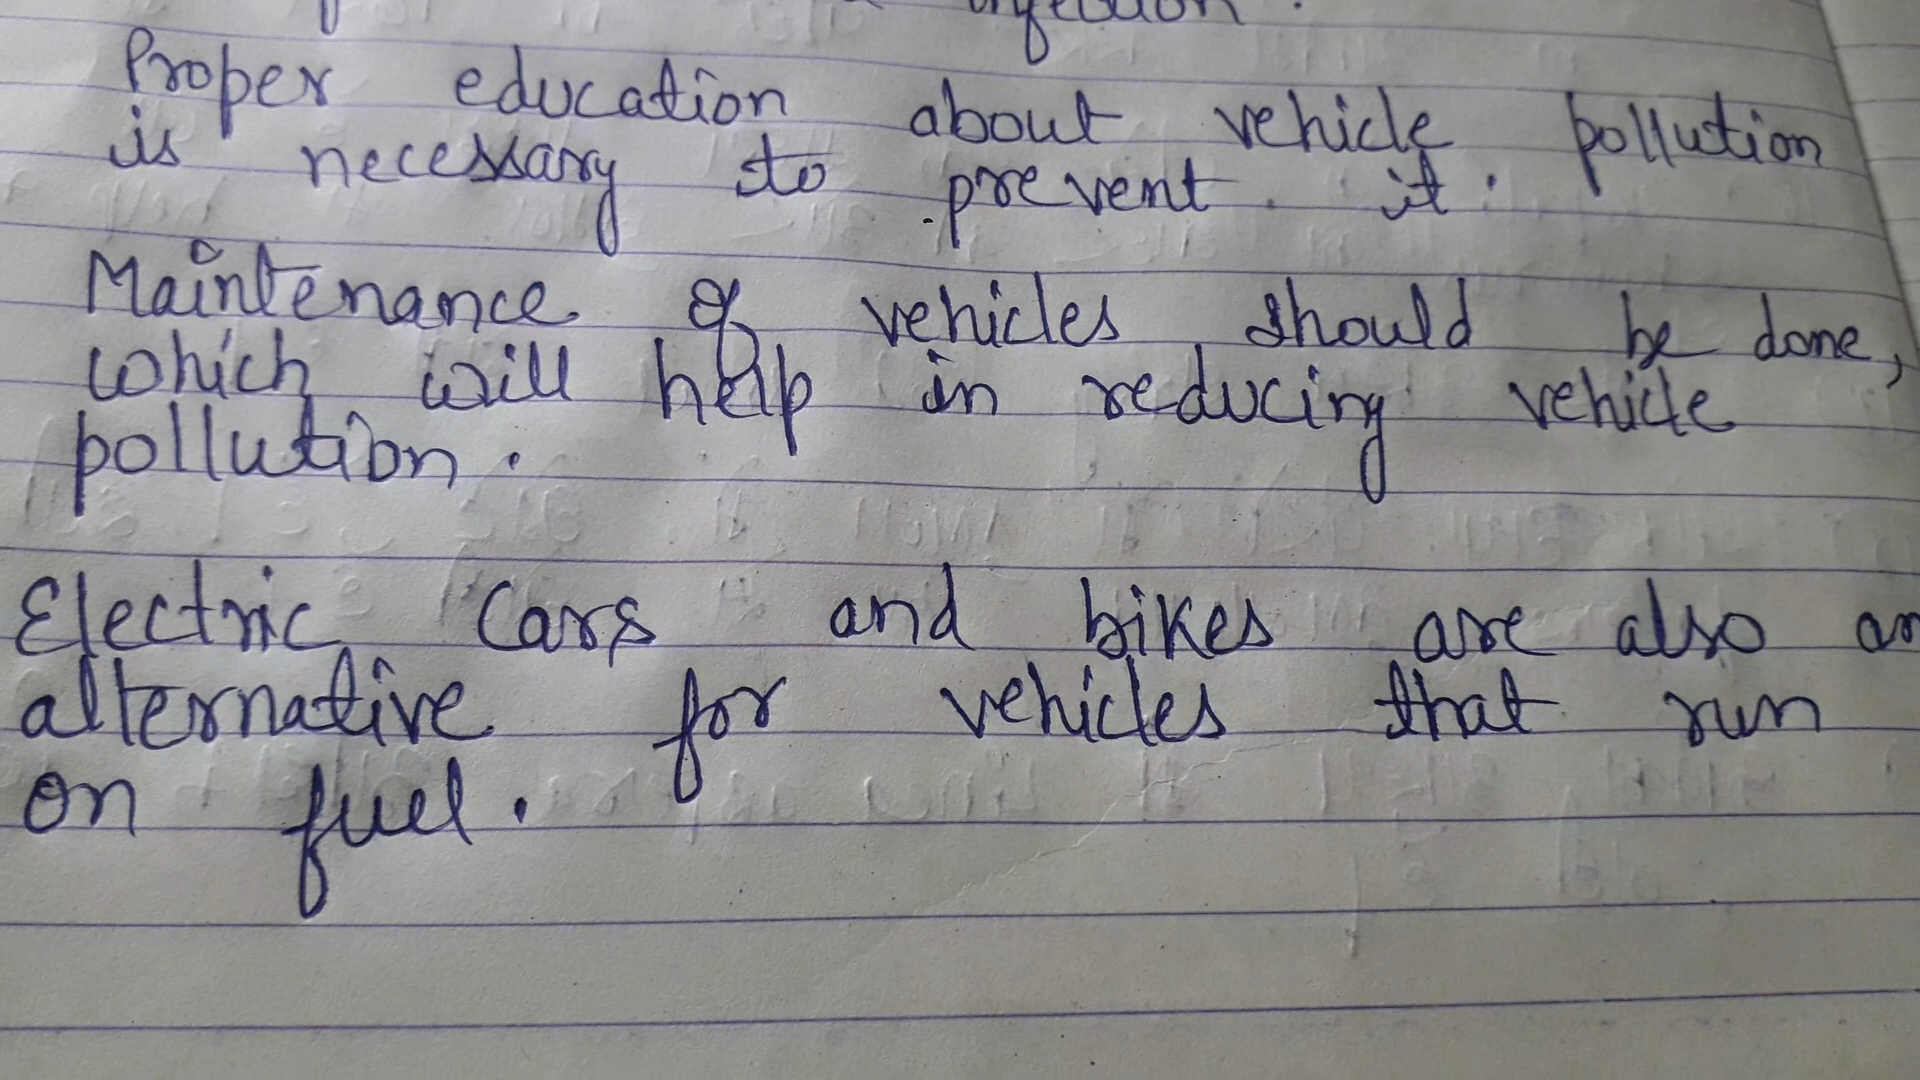 Proper education about vehicle pollution
is necessary to prevent it.
Maintenance of vehicles should be done,
which will help in reducing vehicle
pollution.
Electric Cars and bikes are also an
alternative for vehicles that run
on fuel.